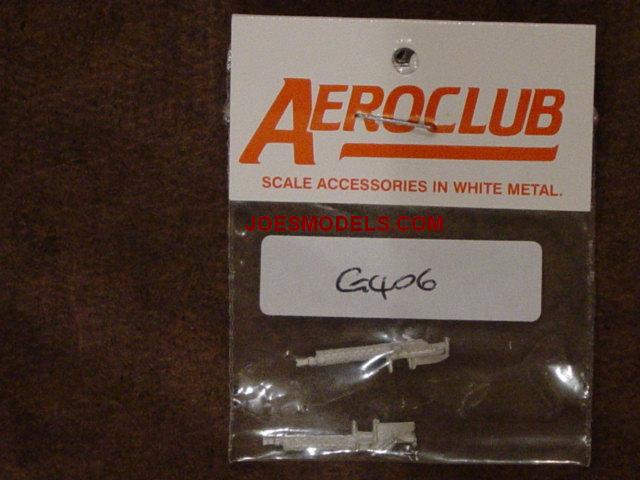 AEROCLUB
SCALE ACCESSORIES IN WHITE METAL.
JOESMODELS.COM
G406